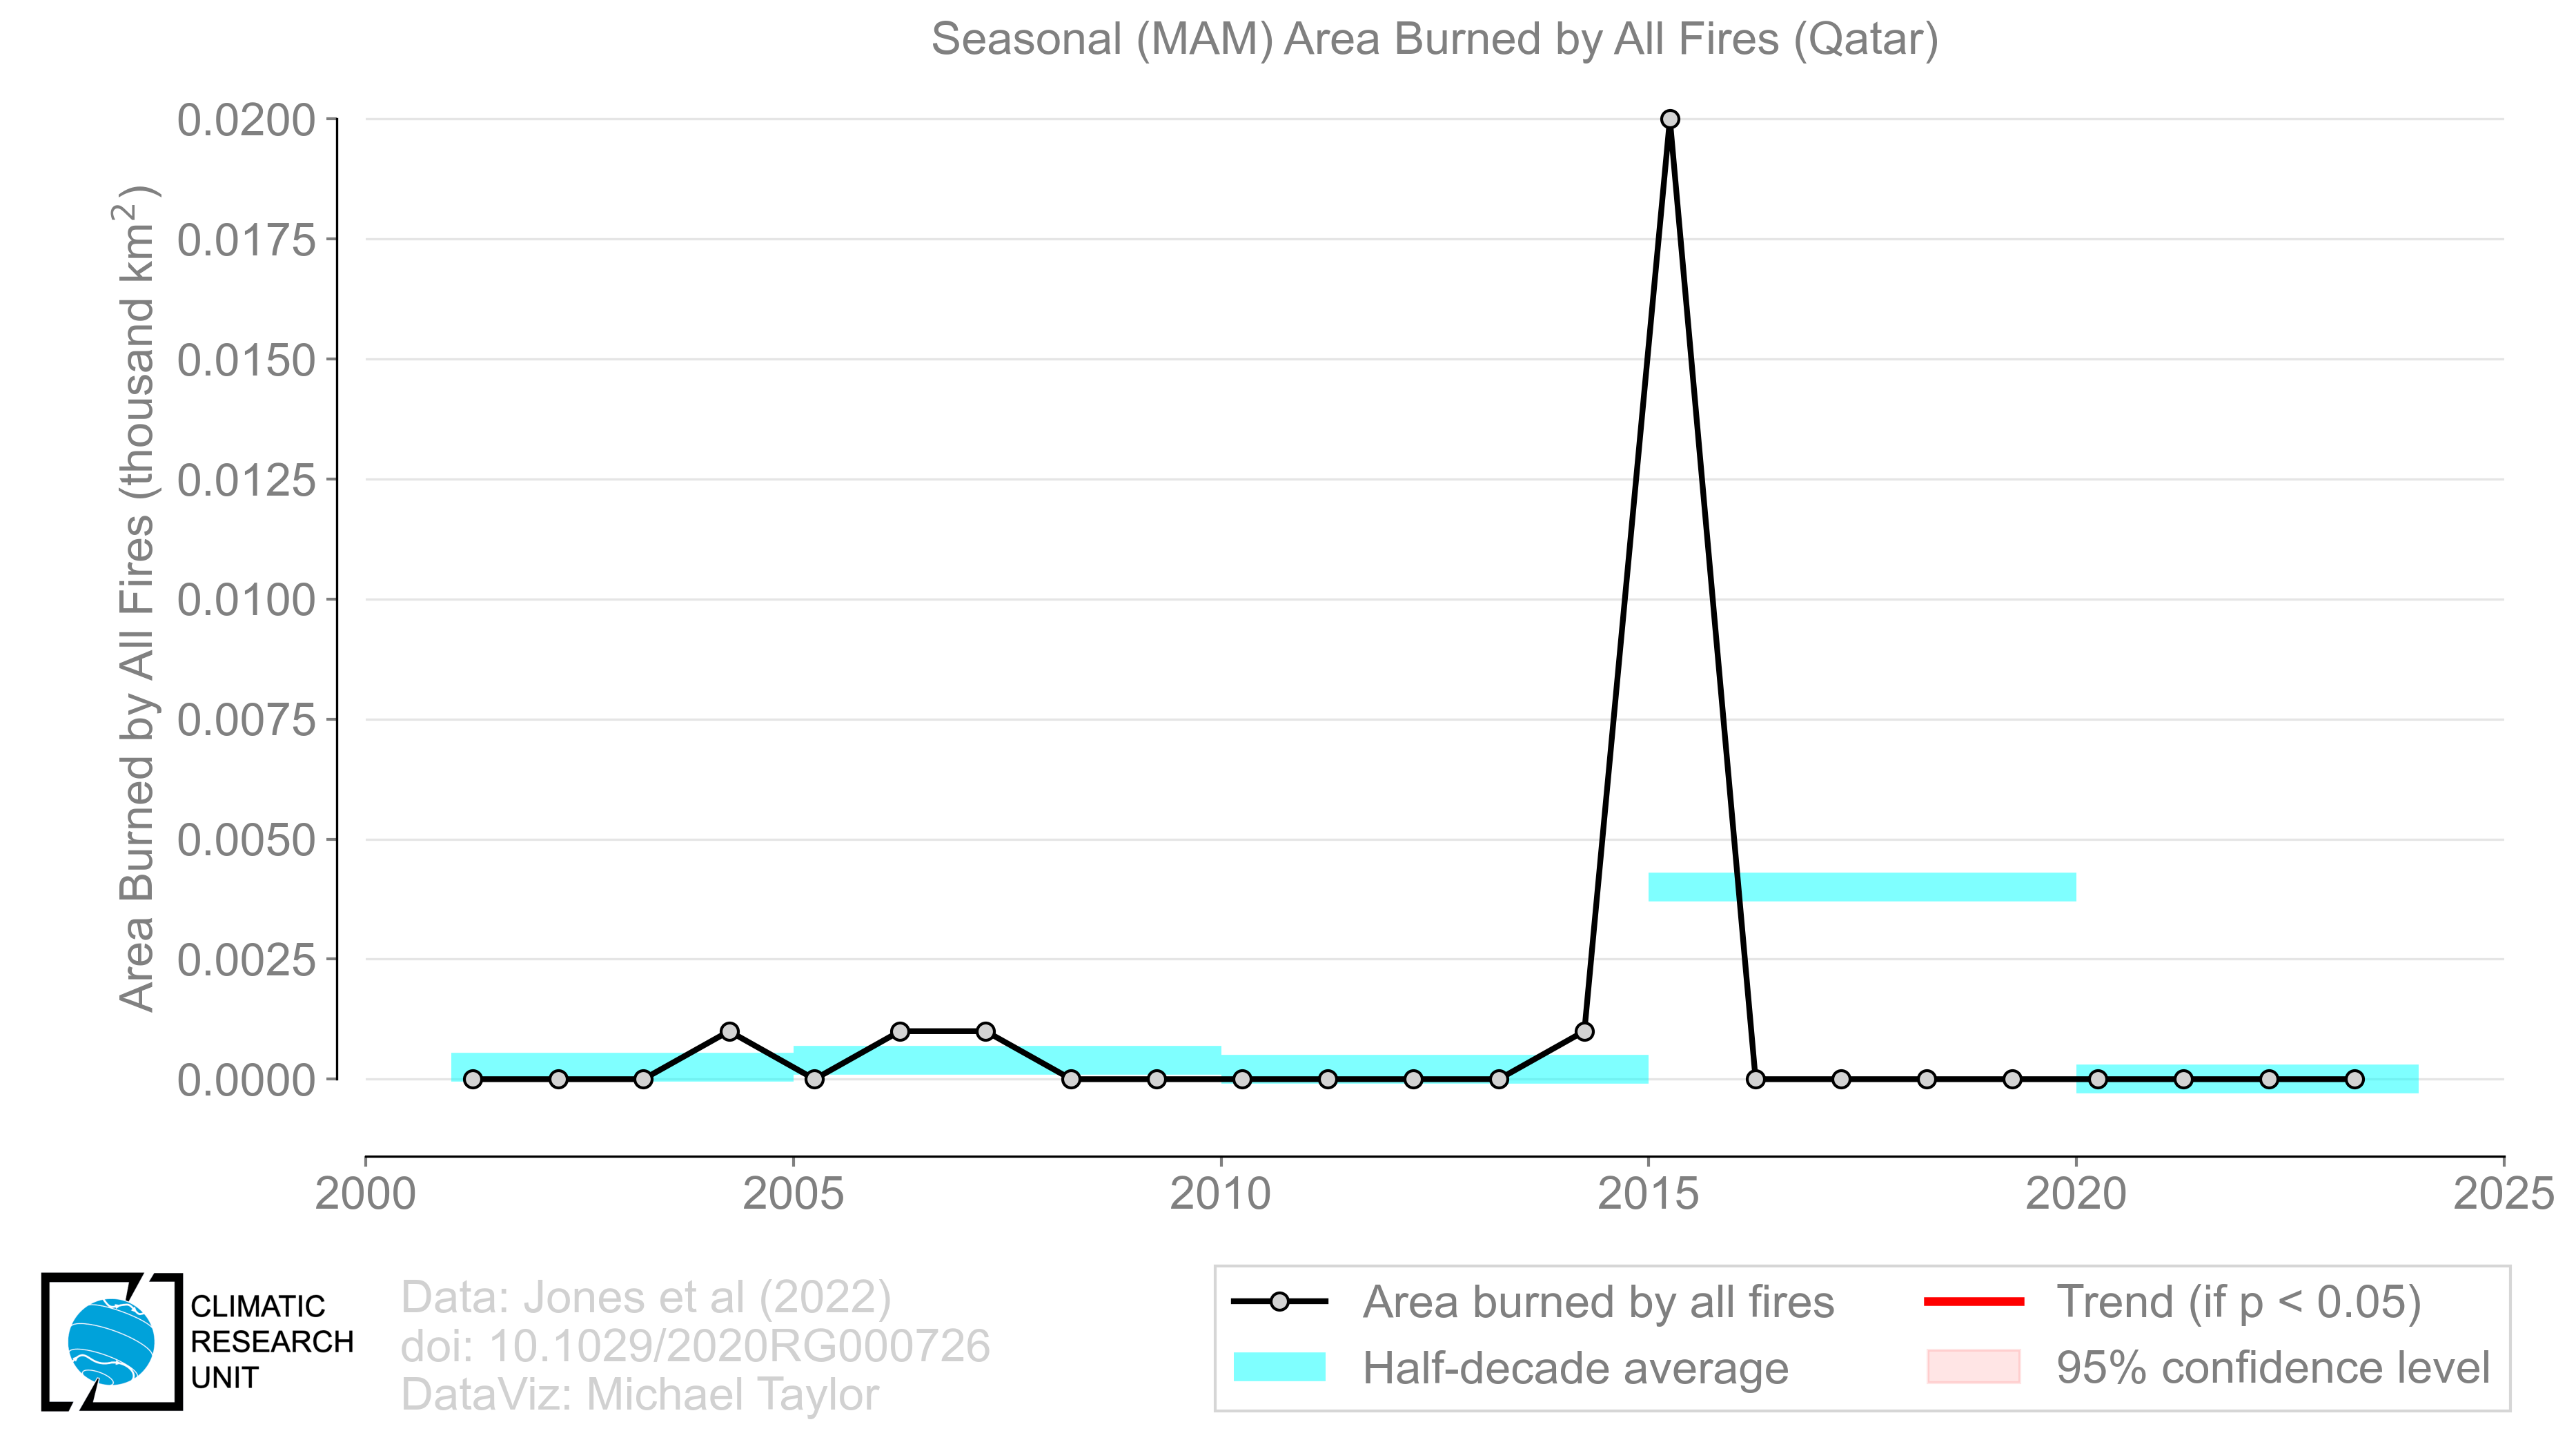 Seasonal (MAM) Area Burned by All Fires (Qatar)
Area Burned by All Fires (thousand km²)
0.0200
0.0175
0.0150
0.0125
0.0100
0.0075
0.0050
0.0025
0.0000
2000 2005 2010 2015 2020 2025
CLIMATIC
RESEARCH
UNIT
Data: Jones et al (2022)
doi: 10.1029/2020RG000726
DataViz: Michael Taylor
Area burned by all fires
Half-decade average
Trend (if p < 0.05)
95% confidence level